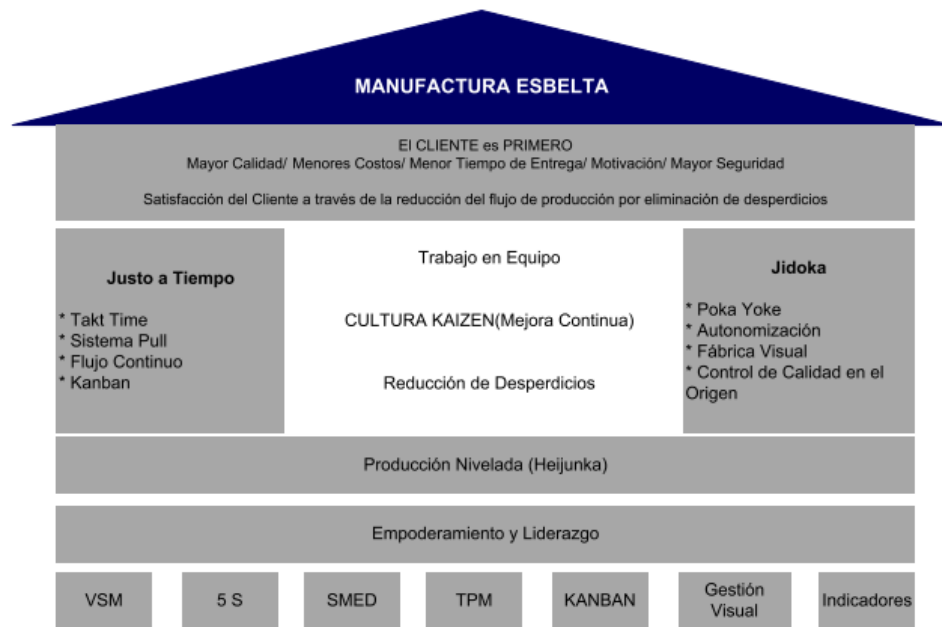 MANUFACTURA ESBELTA
El CLIENTE es PRIMERO
Mayor Calidad/ Menores Costos/ Menor Tiempo de Entrega/ Motivación/ Mayor Seguridad
Satisfacción del Cliente a través de la reducción del flujo de producción por eliminación de desperdicios
Justo a Tiempo
* Takt Time
* Sistema Pull
* Flujo Continuo
* Kanban
Trabajo en Equipo
CULTURA KAIZEN(Mejora Continua)
Reducción de Desperdicios
Jidoka
* Poka Yoke
* Autonomización
* Fábrica Visual
* Control de Calidad en el
Origen
Producción Nivelada (Heijunka)
Empoderamiento y Liderazgo
VSM
5 S
SMED
TPM
KANBAN
Gestión
Visual
Indicadores